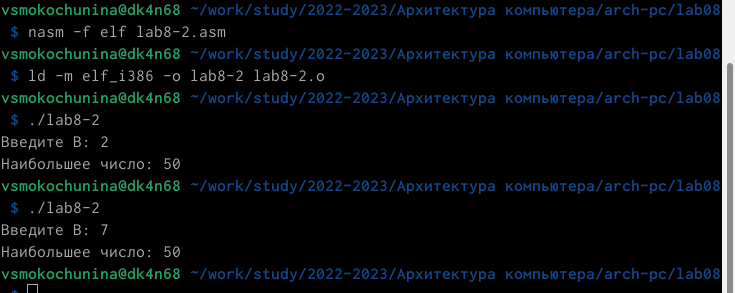 vsmokochunina@dk4n68 ~/work/study/2022-2023/Архитектура компьютера/arch-pc/lab08
$ nasm -f elf lab8-2.asm
vsmokochunina@dk4n68 ~/work/study/2022-2023/Архитектура компьютера/arch-pc/lab08
$ ld -m elf_i386 -o lab8-2 lab8-2.o
vsmokochunina@dk4n68 ~/work/study/2022-2023/Архитектура компьютера/arch-pc/lab08
$ ./lab8-2
Введите В: 2
Наибольшее число: 50
vsmokochunina@dk4n68 ~/work/study/2022-2023/Архитектура компьютера/arch-pc/lab08
$ ./lab8-2
Введите В: 7
Наибольшее число: 50
vsmokochunina@dk4n68 ~/work/study/2022-2023/Архитектура компьютера/arch-pc/lab08